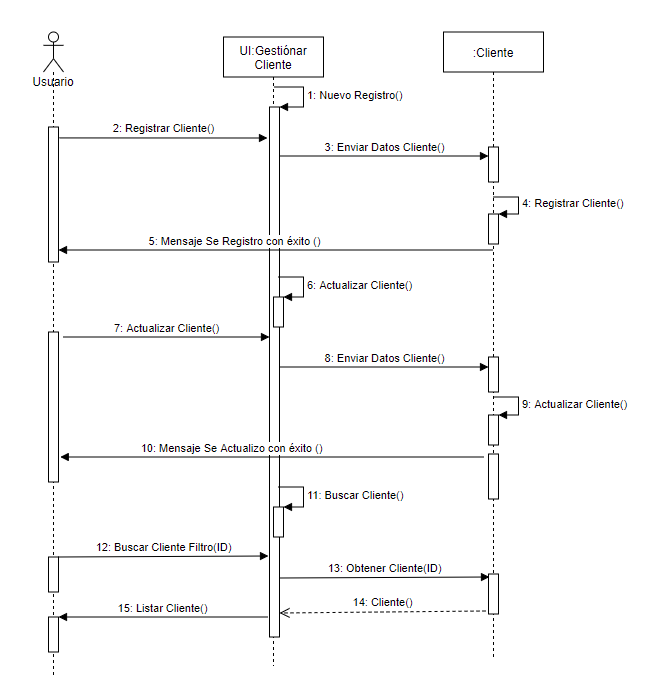 UI:Gestiónar
Cliente
:Cliente
Usuario
1: Nuevo Registro()
2: Registrar Cliente()
3: Enviar Datos Cliente()
4: Registrar Cliente()
5: Mensaje Se Registro con éxito ()
6: Actualizar Cliente()
7: Actualizar Cliente()
8: Enviar Datos Cliente()
9: Actualizar Cliente()
10: Mensaje Se Actualizo con éxito ()
11: Buscar Cliente()
12: Buscar Cliente Filtro(ID)
13: Obtener Cliente(ID)
14: Cliente()
15: Listar Cliente()